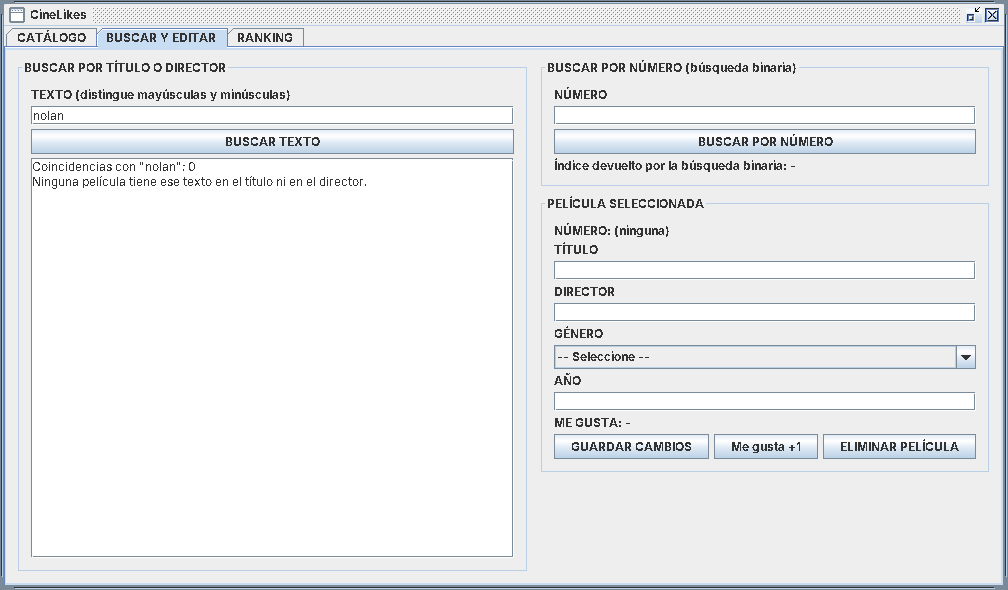 CineLikes
CATÁLOGO BUSCAR Y EDITAR RANKING
BUSCAR POR TÍTULO O DIRECTOR
TEXTO (distingue mayúsculas y minúsculas)
nolan
BUSCAR TEXTO
Coincidencias con "nolan": 0
Ninguna película tiene ese texto en el título ni en el director.
BUSCAR POR NÚMERO (búsqueda binaria)
NÚMERO
BUSCAR POR NÚMERO
Índice devuelto por la búsqueda binaria: -
PELÍCULA SELECCIONADA
NÚMERO: (ninguna)
TÍTULO
DIRECTOR
GÉNERO
-- Seleccione --
AÑO
ME GUSTA: -
GUARDAR CAMBIOS Me gusta +1 ELIMINAR PELÍCULA